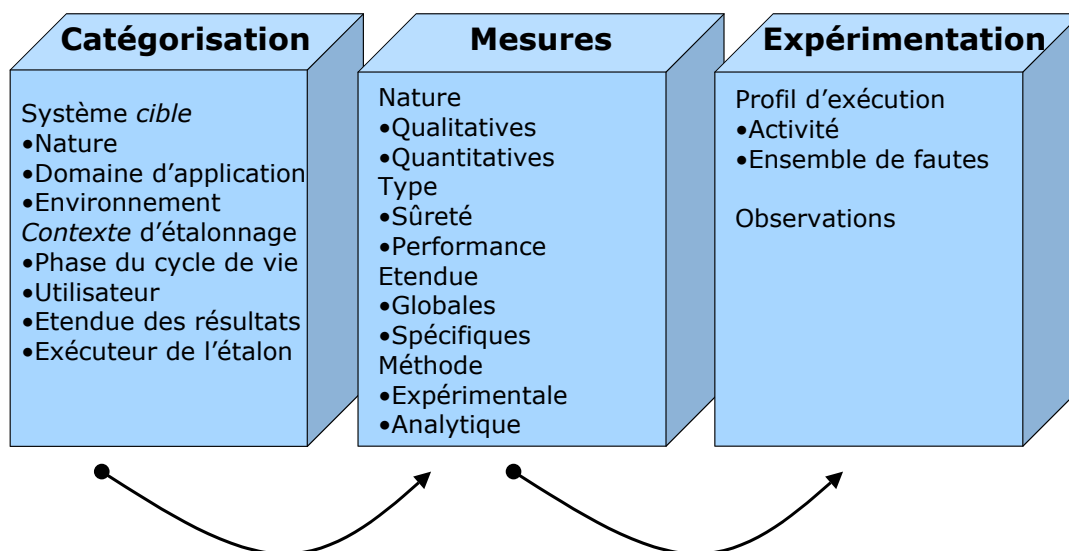 Catégorisation
Système cible
•Nature
•Domaine d’application
•Environnement
Contexte d’étalonnage
•Phase du cycle de vie
•Utilisateur
•Etendue des résultats
•Exécuteur de l’étalon
Mesures
Nature
•Qualitatives
•Quantitatives
Type
•Sûreté
•Performance
Etendue
•Globales
•Spécifiques
Méthode
•Expérimentale
•Analytique
Expérimentation
Profil d’exécution
•Activité
•Ensemble de fautes
Observations